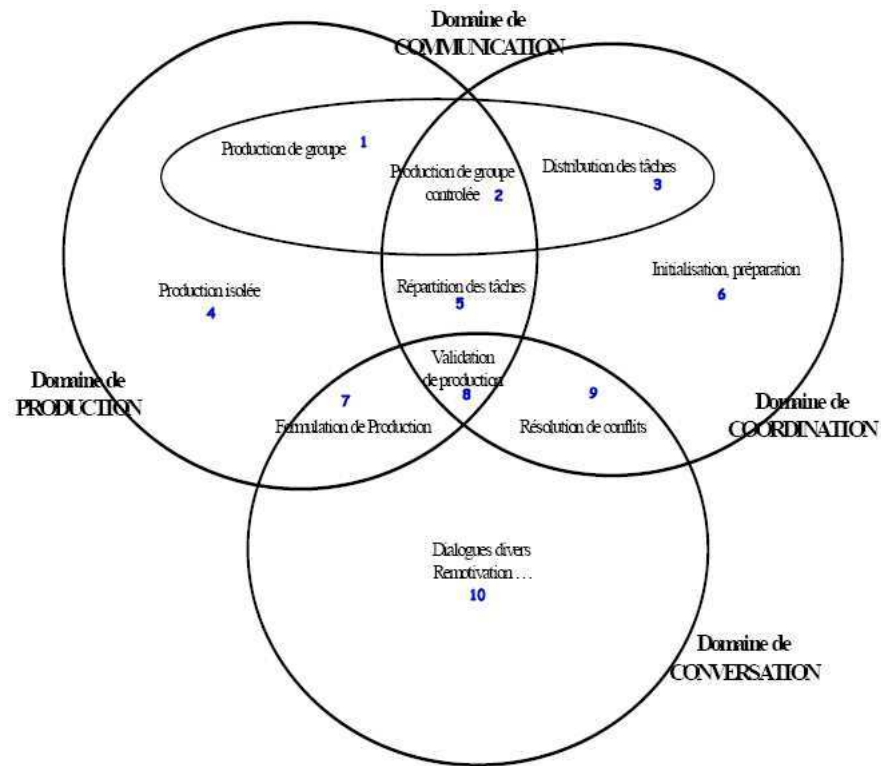 Domaine de
COMMUNICATION
Production de groupe 1
Production de groupe
controlée 2
Distribution des tâches
3
Production isolée
4
Répartition des tâches
5
Initialisation, préparation
6
Domaine de
PRODUCTION
7
Formulation de Production
Validation
de production
8
9
Résolution de conflits
Domaine de
COORDINATION
Dialogues divers
Remotivation . . .
10
Domaine de
CONVERSATION